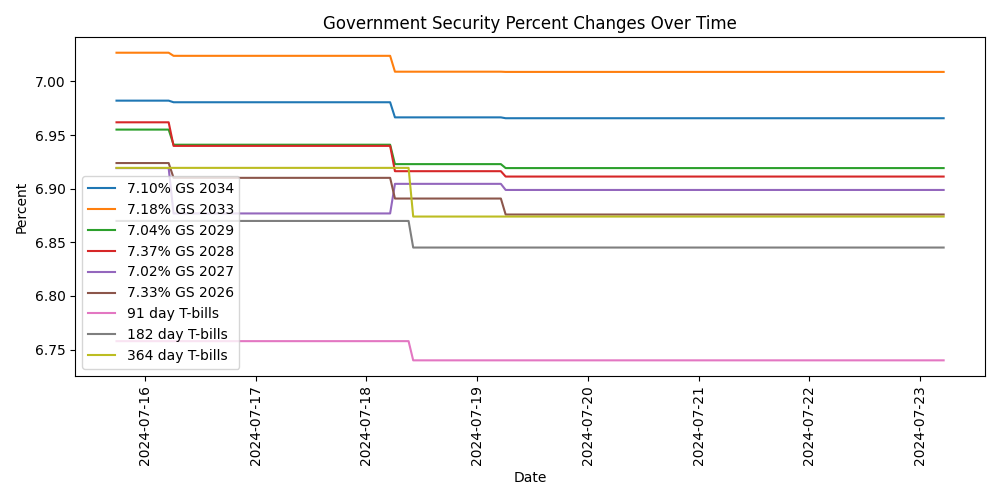 Government Security Percent Changes Over Time
Percent
7.00
6.95
6.90
6.85
6.80
6.75
7.10% GS 2034
7.18% GS 2033
7.04% GS 2029
7.37% GS 2028
7.02% GS 2027
7.33% GS 2026
91 day T-bills
182 day T-bills
364 day T-bills
2024-07-16
2024-07-17
2024-07-18
2024-07-19
2024-07-20
2024-07-21
2024-07-22
2024-07-23
Date